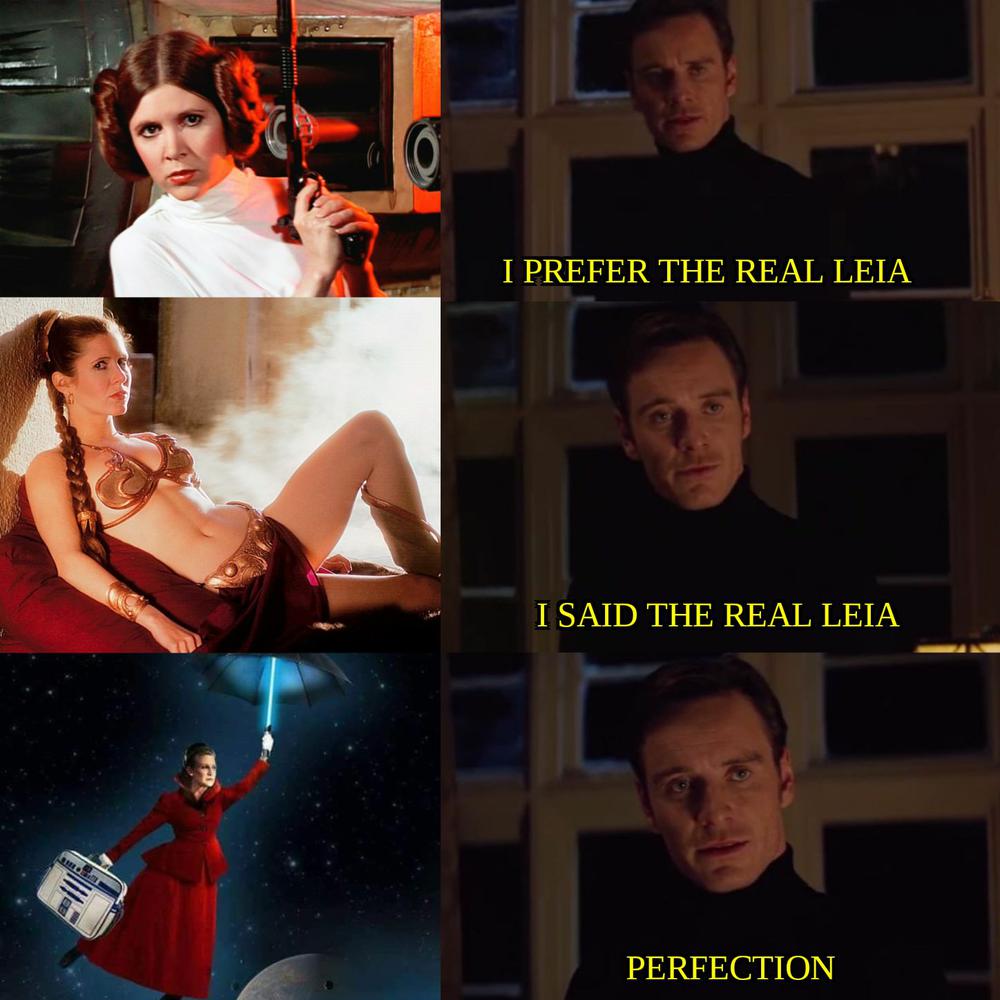 I PREFER THE REAL LEIA
I SAID THE REAL LEIA
PERFECTION